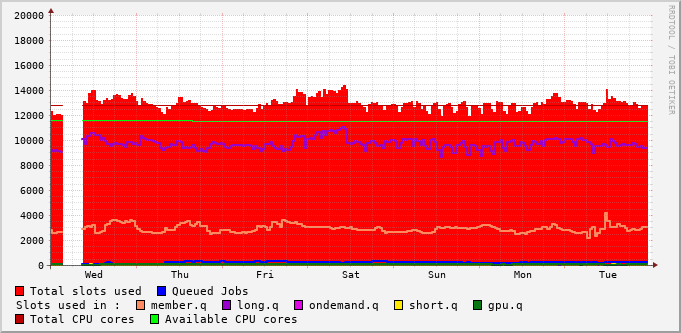 20000
18000
16000
14000
12000
10000
8000
6000
4000
2000
0
Wed Thu Fri Sat Sun Mon Tue
RRDTOOL / TOBI OETIKER
Total slots used Queued Jobs
Slots used in : member.q long.q ondemand.q short.q gpu.q
Total CPU cores Available CPU cores